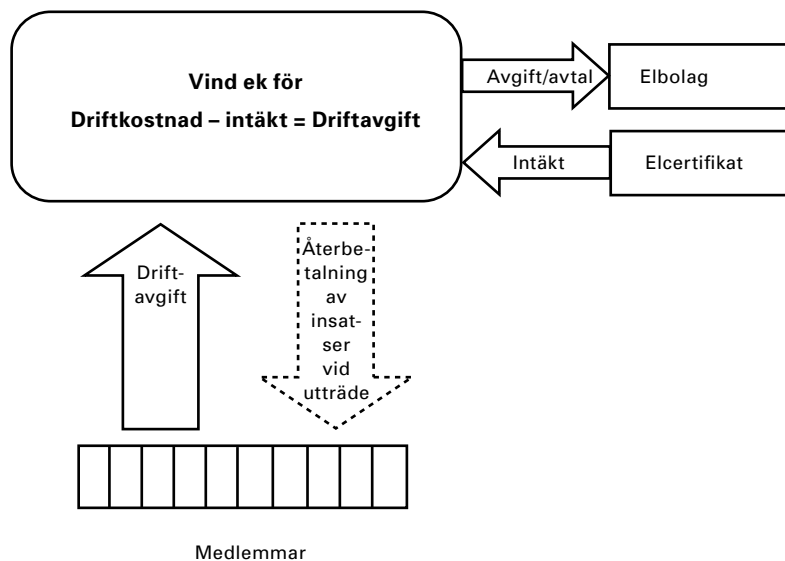 Vind ek för
Driftkostnad – intäkt = Driftavgift
Avgift/avtal
Elbolag
Intäkt
Elcertifikat
Drift-
avgift
Återbe-
talning
av
insat-
ser
vid
utträde
Medlemmar